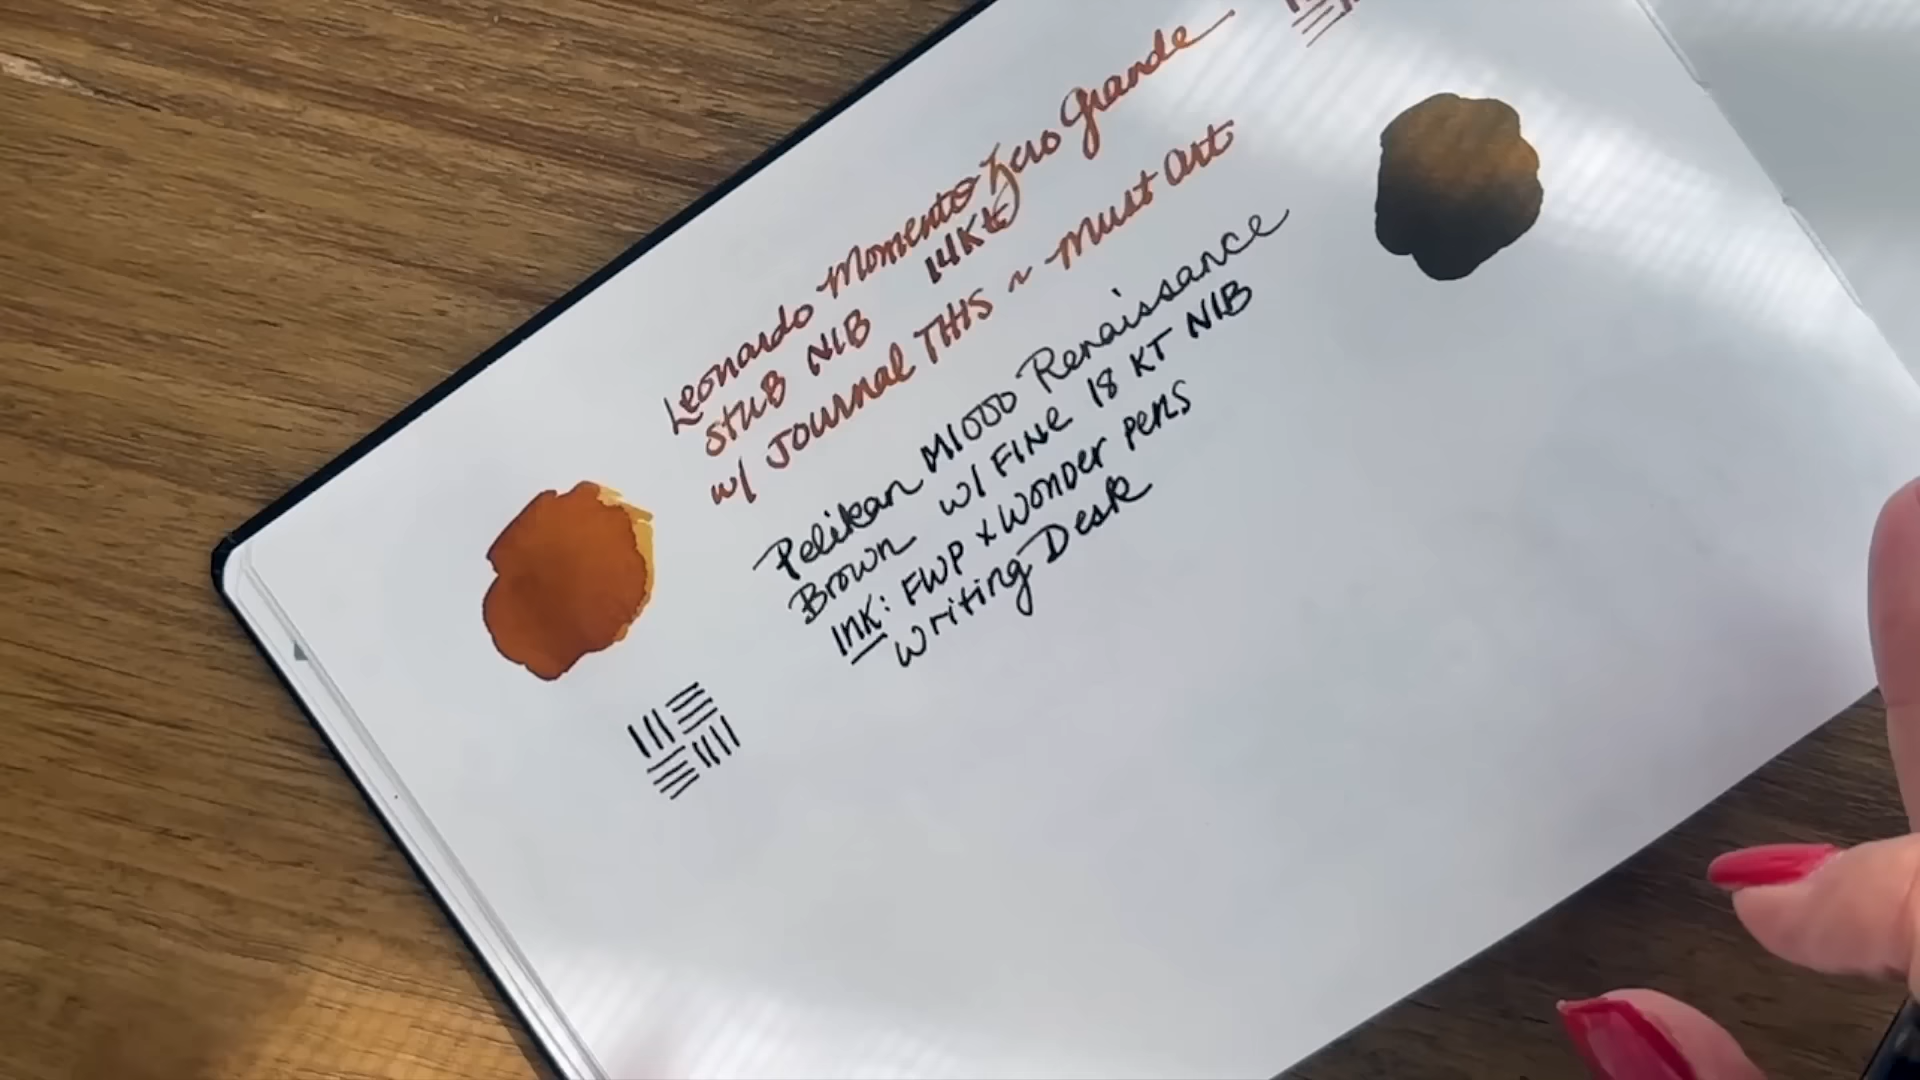 Leonardo Momento Zero Grande
STUB NIB 14Kt
w/ JOURNAL THIS ~ MUST ART
Pelikan M1000 Renaissance
Brown w/ FINE 18 KT NIB
INK: FWP x WONDER PENS
Writing Desk